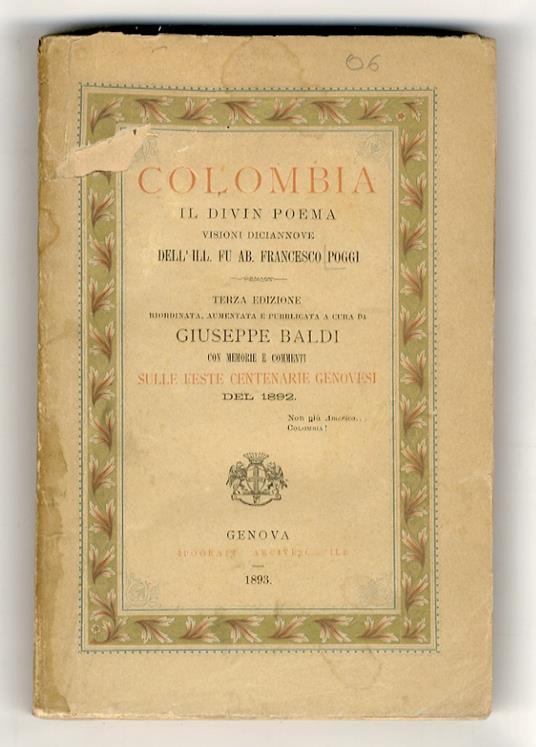 06
COLOMBIA
IL DIVIN POEMA
VISIONI DICIANNOVE
DELL' ILL. FU AB. FRANCESCO POGGI
TERZA EDIZIONE
RIORDINATA, AUMENTATA E PUBBLICATA A CURA DI
GIUSEPPE BALDI
CON MEMORIE E COMMENTI
SULLE FESTE CENTENARIE GENOVESI
DEL 1892.
Non più America...
COLOMBIA!
GENOVA
1893.